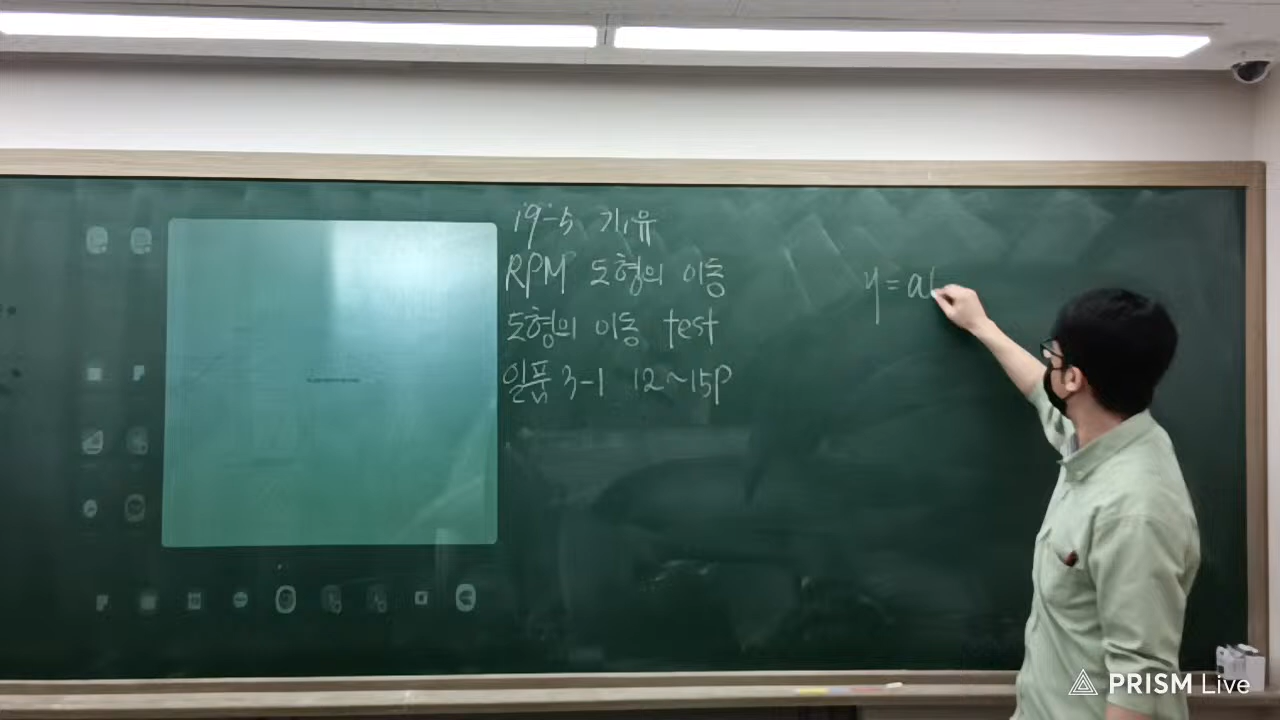 19-5 기,유
RPM 도형의 이동
도형의 이동 test
일품 3-1 12~15p
y=a
PRISM Live